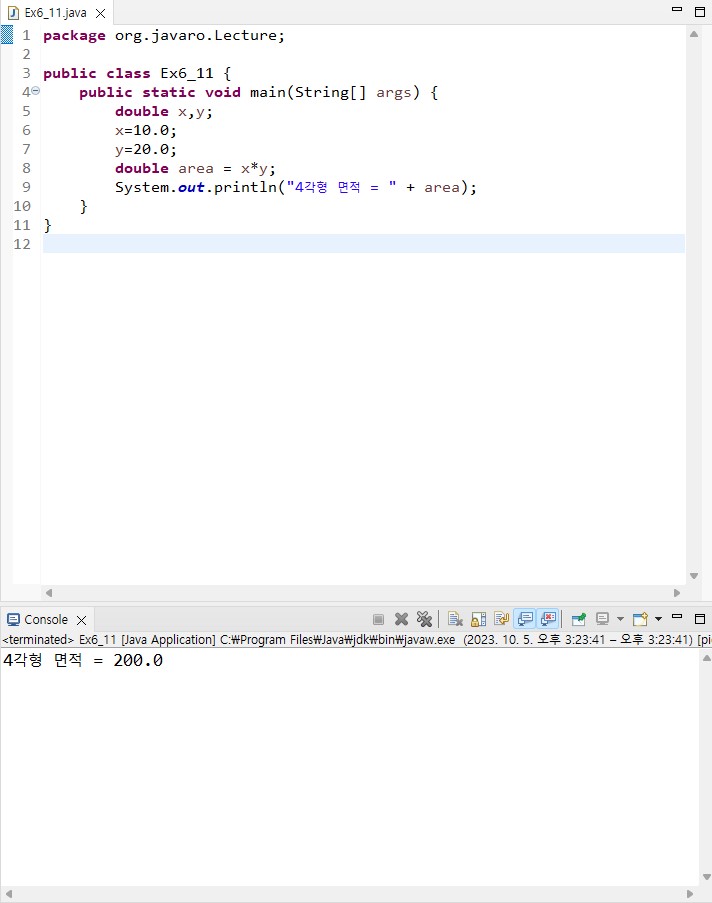 Ex6_11.java
1 package org.javaro.Lecture;
2
3 public class Ex6_11 {
4 public static void main(String[] args) {
5 double x,y;
6 x=10.0;
7 y=20.0;
8 double area = x*y;
9 System.out.println("4각형 면적 = " + area);
10 }
11 }
12
Console
<terminated> Ex6_11 [Java Application] C:₩Program Files₩Java₩jdk₩bin₩javaw.exe (2023. 10. 5. 오후 3:23:41 – 오후 3:23:41) [pi
4각형 면적 = 200.0